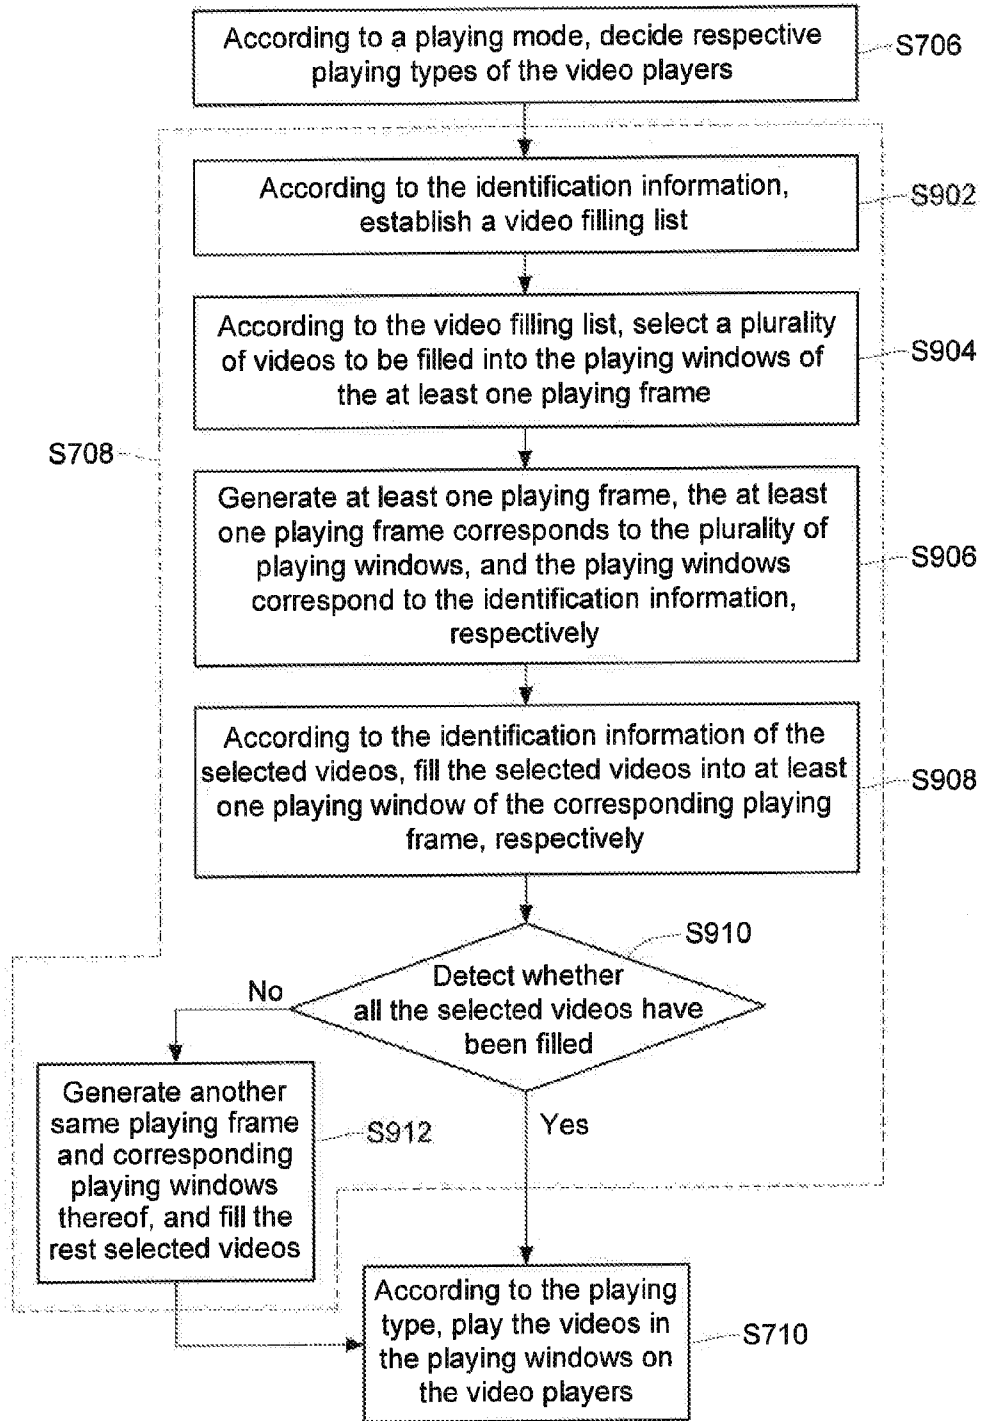 According to a playing mode, decide respective
playing types of the video players
S706
According to the identification information,
establish a video filling list
S902
According to the video filling list, select a plurality
of videos to be filled into the playing windows of
the at least one playing frame
S904
S708
Generate at least one playing frame, the at least
one playing frame corresponds to the plurality of
playing windows, and the playing windows
correspond to the identification information,
respectively
S906
According to the identification information of the
selected videos, fill the selected videos into at least
one playing window of the corresponding playing
frame, respectively
S908
S910
Detect whether
all the selected videos have
been filled
No
Yes
Generate another
same playing frame
and corresponding
playing windows
thereof, and fill the
rest selected videos
S912
According to the playing
type, play the videos in
the playing windows on
the video players
S710